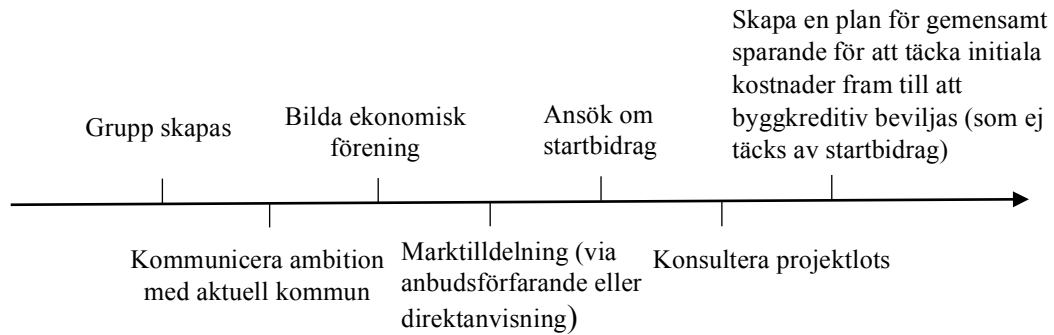 Skapa en plan för gemensamt
sparande för att täcka initiala
kostnader fram till att
byggkreditiv beviljas (som ej
täcks av startbidrag)
Grupp skapas
Bilda ekonomisk
förening
Ansök om
startbidrag
Kommunicera ambition
med aktuell kommun
Marktilldelning (via
anbudsförfarande eller
direktanvisning)
Konsultera projektlots